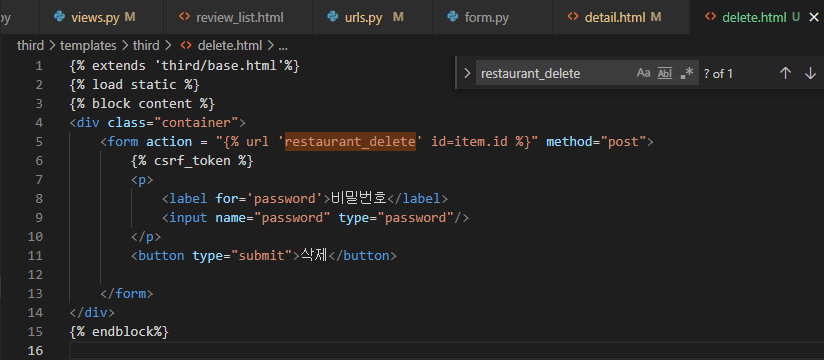 py views.py M review_list.html urls.py M form.py detail.html M delete.html U
third > templates > third > delete.html > ...
restaurant_delete Aa Abl .* ? of 1
1 {% extends 'third/base.html'%}
2 {% load static %}
3 {% block content %}
4 <div class="container">
5 <form action = "{% url 'restaurant_delete' id=item.id %}" method="post">
6 {% csrf_token %}
7 <p>
8 <label for='password'>비밀번호</label>
9 <input name="password" type="password"/>
10 </p>
11 <button type="submit">삭제</button>
12
13 </form>
14 </div>
15 {% endblock%}
16